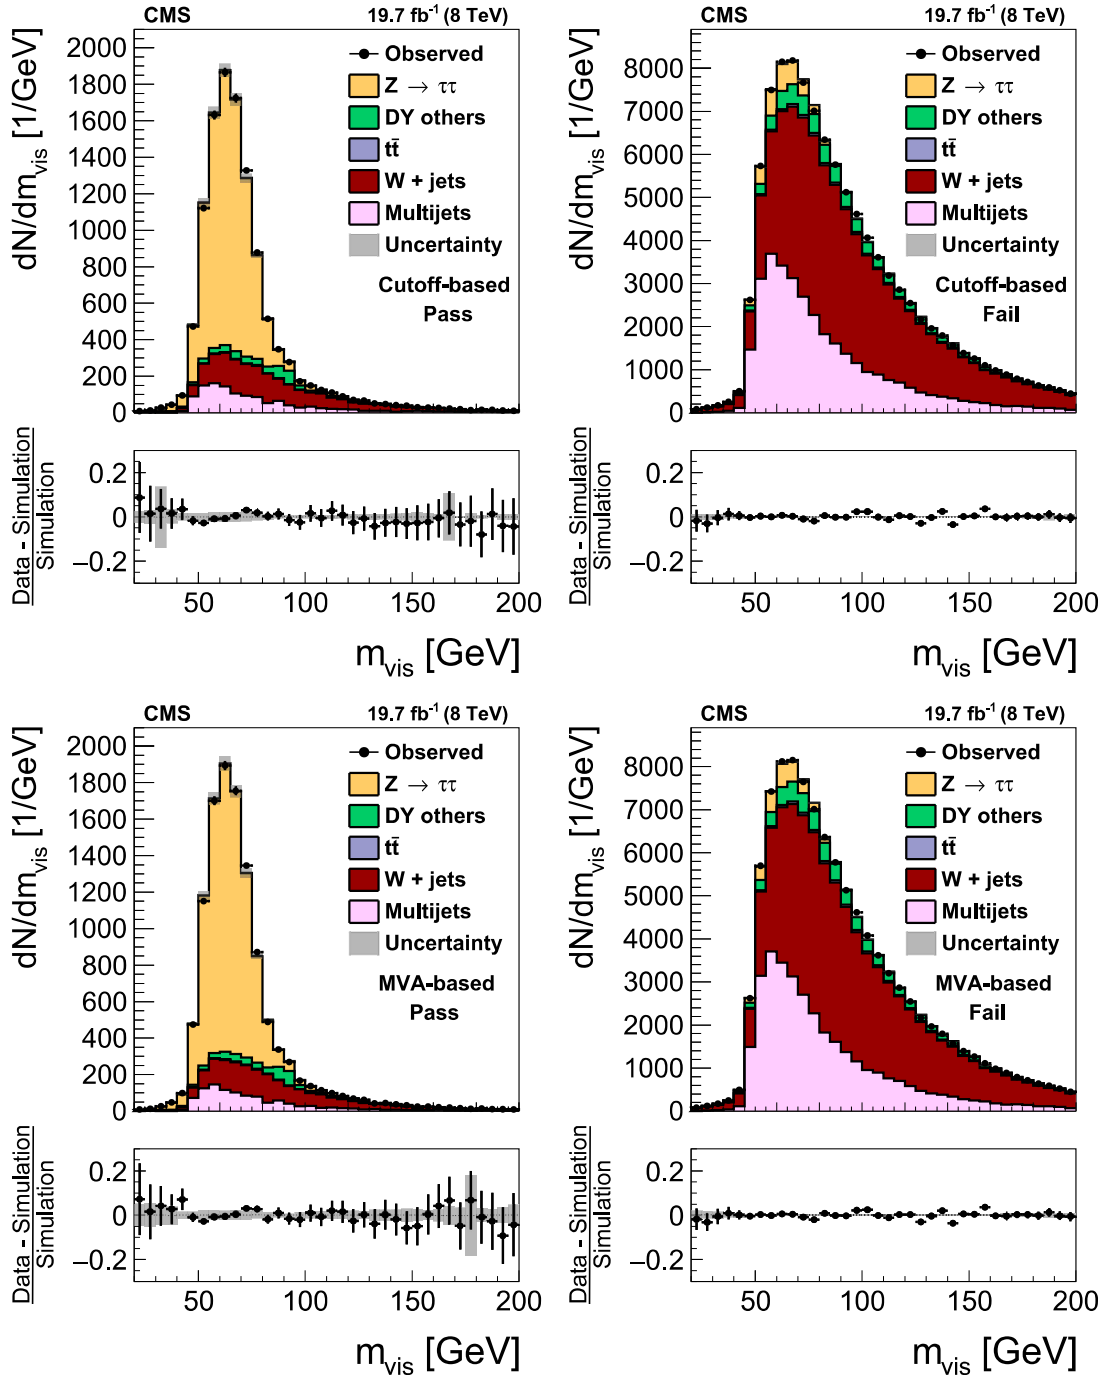 CMS 19.7 fb⁻¹ (8 TeV)
dN/dm_vis [1/GeV]
2000
1800
1600
1400
1200
1000
800
600
400
200
0
Observed
Z → ττ
DY others
tt̄
W + jets
Multijets
Uncertainty
Cutoff-based
Pass
Data - Simulation
Simulation
0.2
0
−0.2
50 100 150 200
m_vis [GeV]
CMS 19.7 fb⁻¹ (8 TeV)
dN/dm_vis [1/GeV]
8000
7000
6000
5000
4000
3000
2000
1000
0
Observed
Z → ττ
DY others
tt̄
W + jets
Multijets
Uncertainty
Cutoff-based
Fail
Data - Simulation
Simulation
0.2
0
−0.2
50 100 150 200
m_vis [GeV]
CMS 19.7 fb⁻¹ (8 TeV)
dN/dm_vis [1/GeV]
2000
1800
1600
1400
1200
1000
800
600
400
200
0
Observed
Z → ττ
DY others
tt̄
W + jets
Multijets
Uncertainty
MVA-based
Pass
Data - Simulation
Simulation
0.2
0
−0.2
50 100 150 200
m_vis [GeV]
CMS 19.7 fb⁻¹ (8 TeV)
dN/dm_vis [1/GeV]
8000
7000
6000
5000
4000
3000
2000
1000
0
Observed
Z → ττ
DY others
tt̄
W + jets
Multijets
Uncertainty
MVA-based
Fail
Data - Simulation
Simulation
0.2
0
−0.2
50 100 150 200
m_vis [GeV]